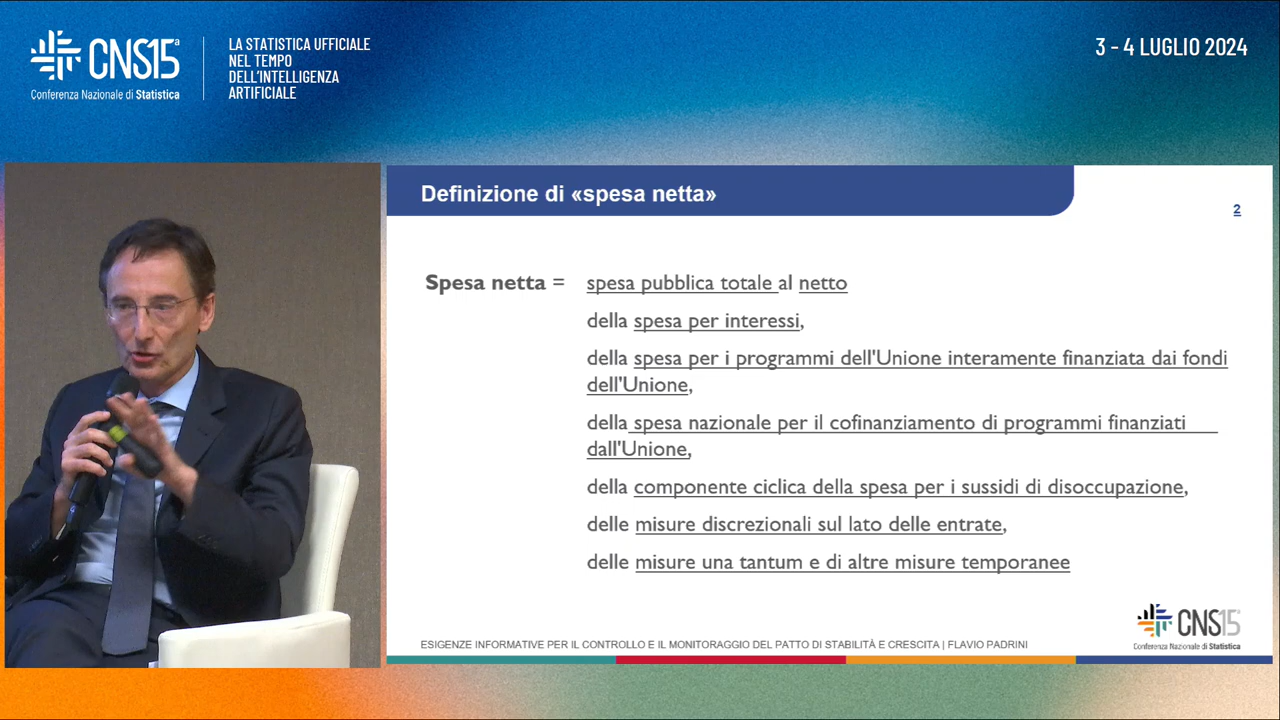 CNS15ª
Conferenza Nazionale di Statistica
LA STATISTICA UFFICIALE
NEL TEMPO
DELL'INTELLIGENZA
ARTIFICIALE
3 - 4 LUGLIO 2024
Definizione di «spesa netta»
2
Spesa netta = spesa pubblica totale al netto
della spesa per interessi,
della spesa per i programmi dell'Unione interamente finanziata dai fondi
dell'Unione,
della spesa nazionale per il cofinanziamento di programmi finanziati
dall'Unione,
della componente ciclica della spesa per i sussidi di disoccupazione,
delle misure discrezionali sul lato delle entrate,
delle misure una tantum e di altre misure temporanee
CNS15ª
Conferenza Nazionale di Statistica
ESIGENZE INFORMATIVE PER IL CONTROLLO E IL MONITORAGGIO DEL PATTO DI STABILITÀ E CRESCITA | FLAVIO PADRINI